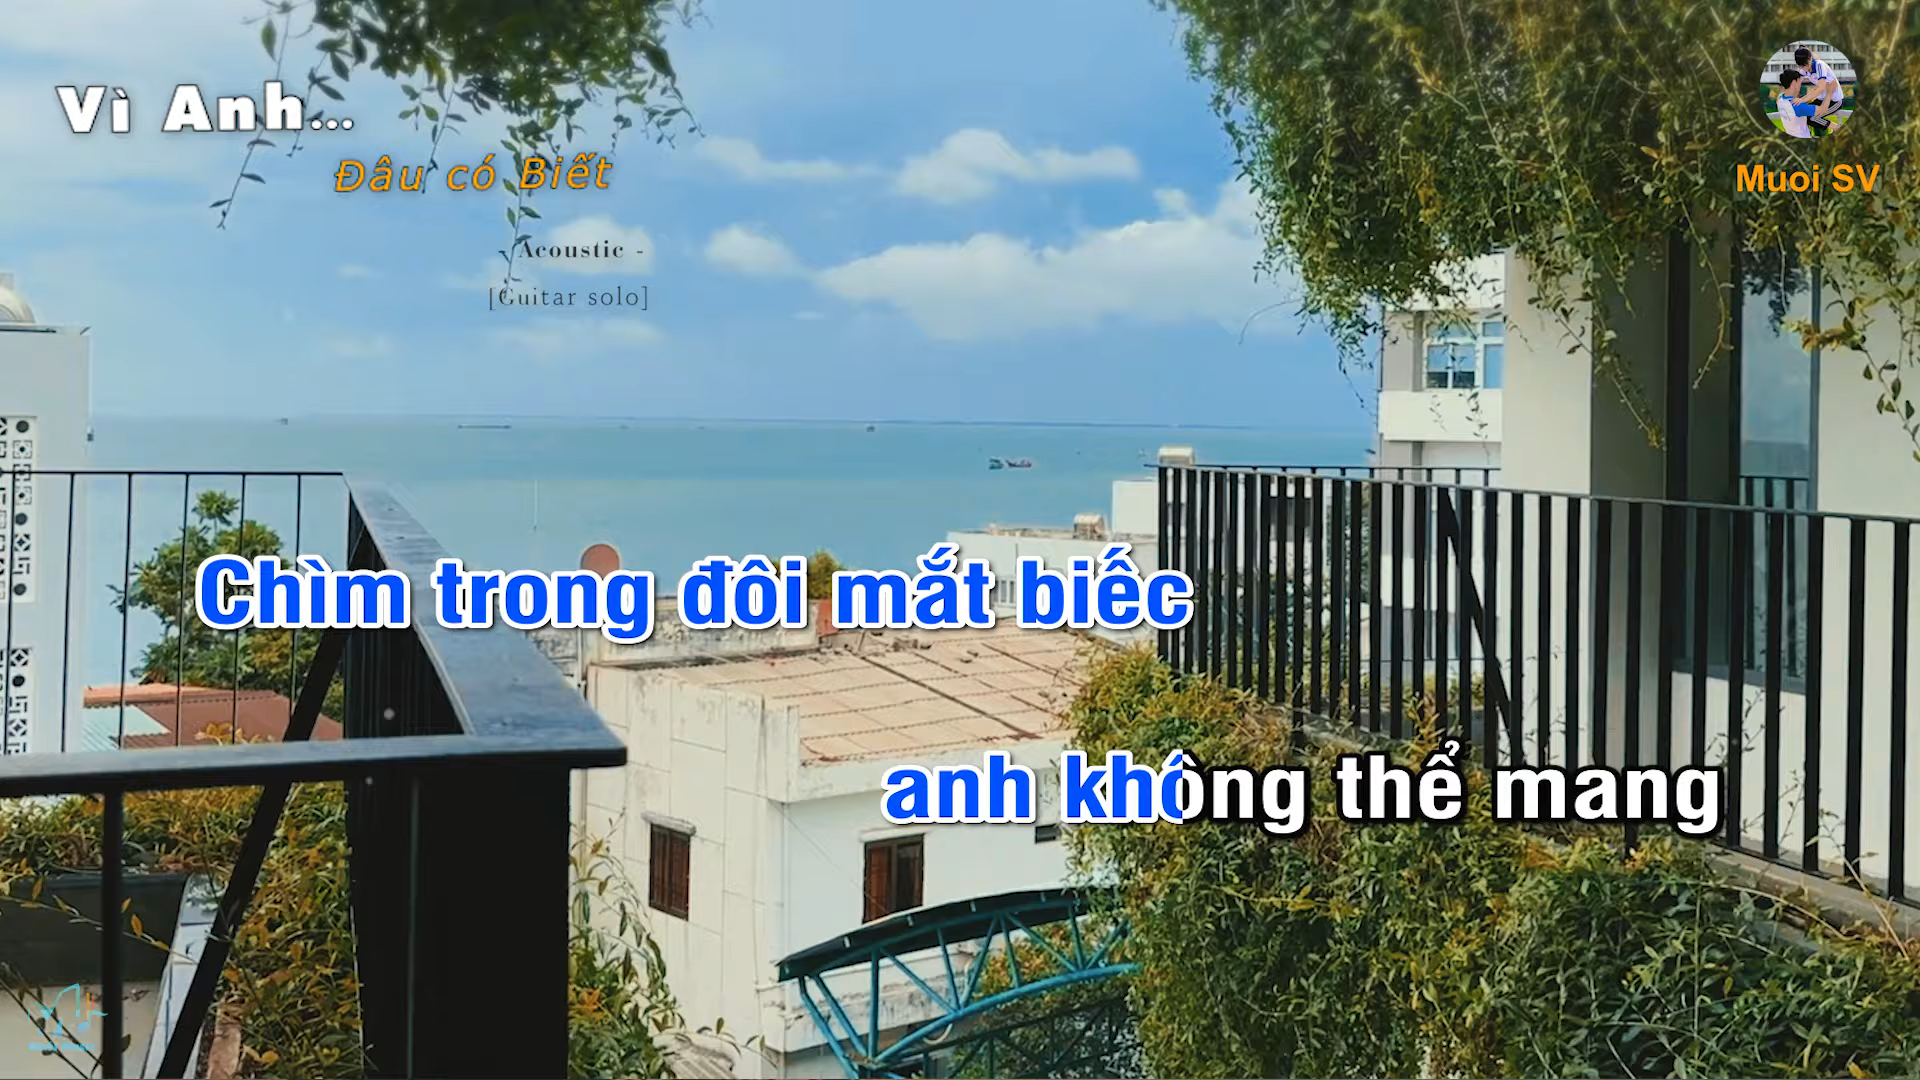 Vì Anh...
Đâu có Biết
- Acoustic -
[Guitar solo]
Muoi SV
Chìm trong đôi mắt biếc
anh không thể mang